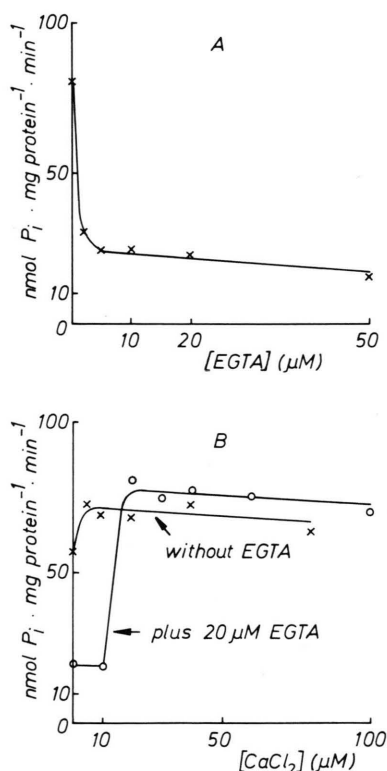 100
A
50
10
0
nmol Pi · mg protein⁻¹ · min⁻¹
10
20
50
[EGTA] (μM)
100
B
50
10
0
nmol Pi · mg protein⁻¹ · min⁻¹
without EGTA
plus 20 μM EGTA
10
50
100
[CaCl₂] (μM)